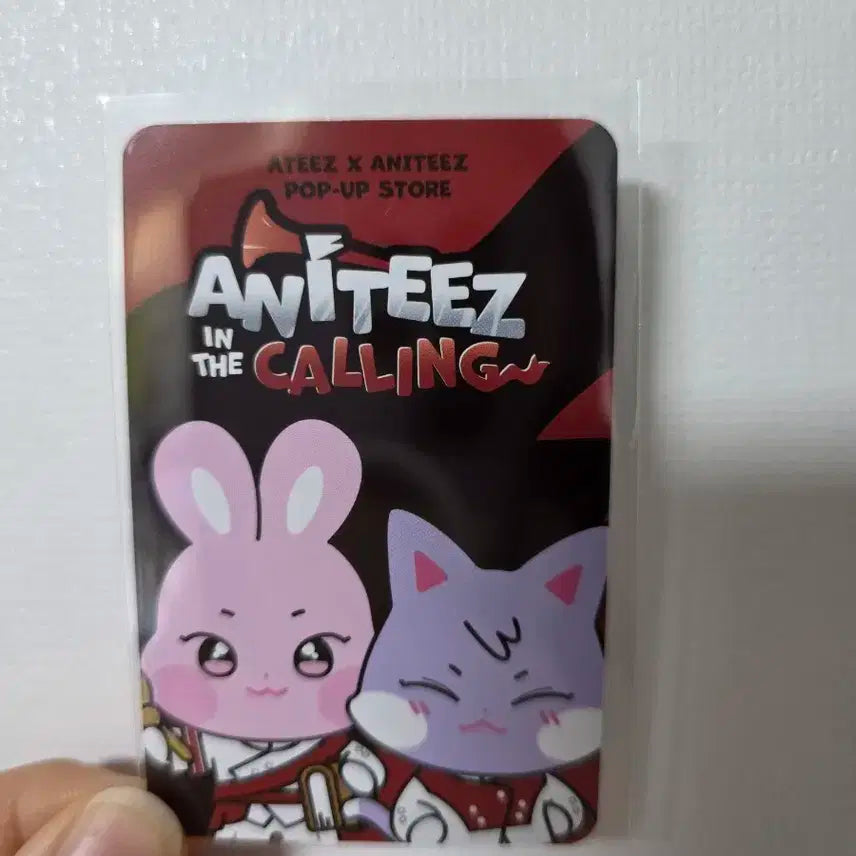 ATEEZ X ANITEEZ
POP-UP STORE
ANITEEZ
IN
THE CALLING